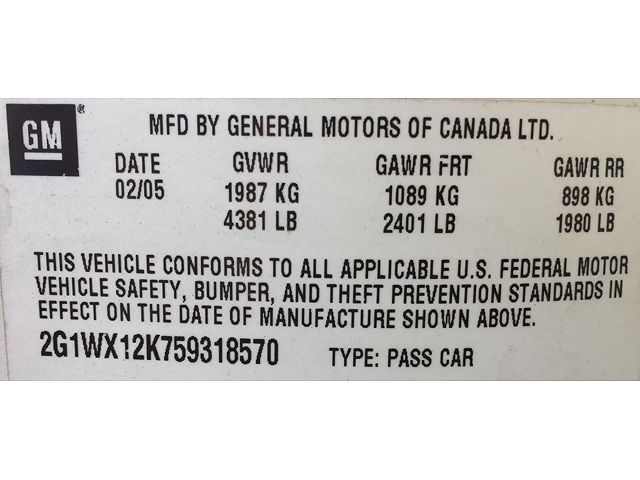 GM ®
MFD BY GENERAL MOTORS OF CANADA LTD.
DATE GVWR GAWR FRT GAWR RR
02/05 1987 KG 1089 KG 898 KG
4381 LB 2401 LB 1980 LB
THIS VEHICLE CONFORMS TO ALL APPLICABLE U.S. FEDERAL MOTOR
VEHICLE SAFETY, BUMPER, AND THEFT PREVENTION STANDARDS IN
EFFECT ON THE DATE OF MANUFACTURE SHOWN ABOVE.
2G1WX12K759318570 TYPE: PASS CAR